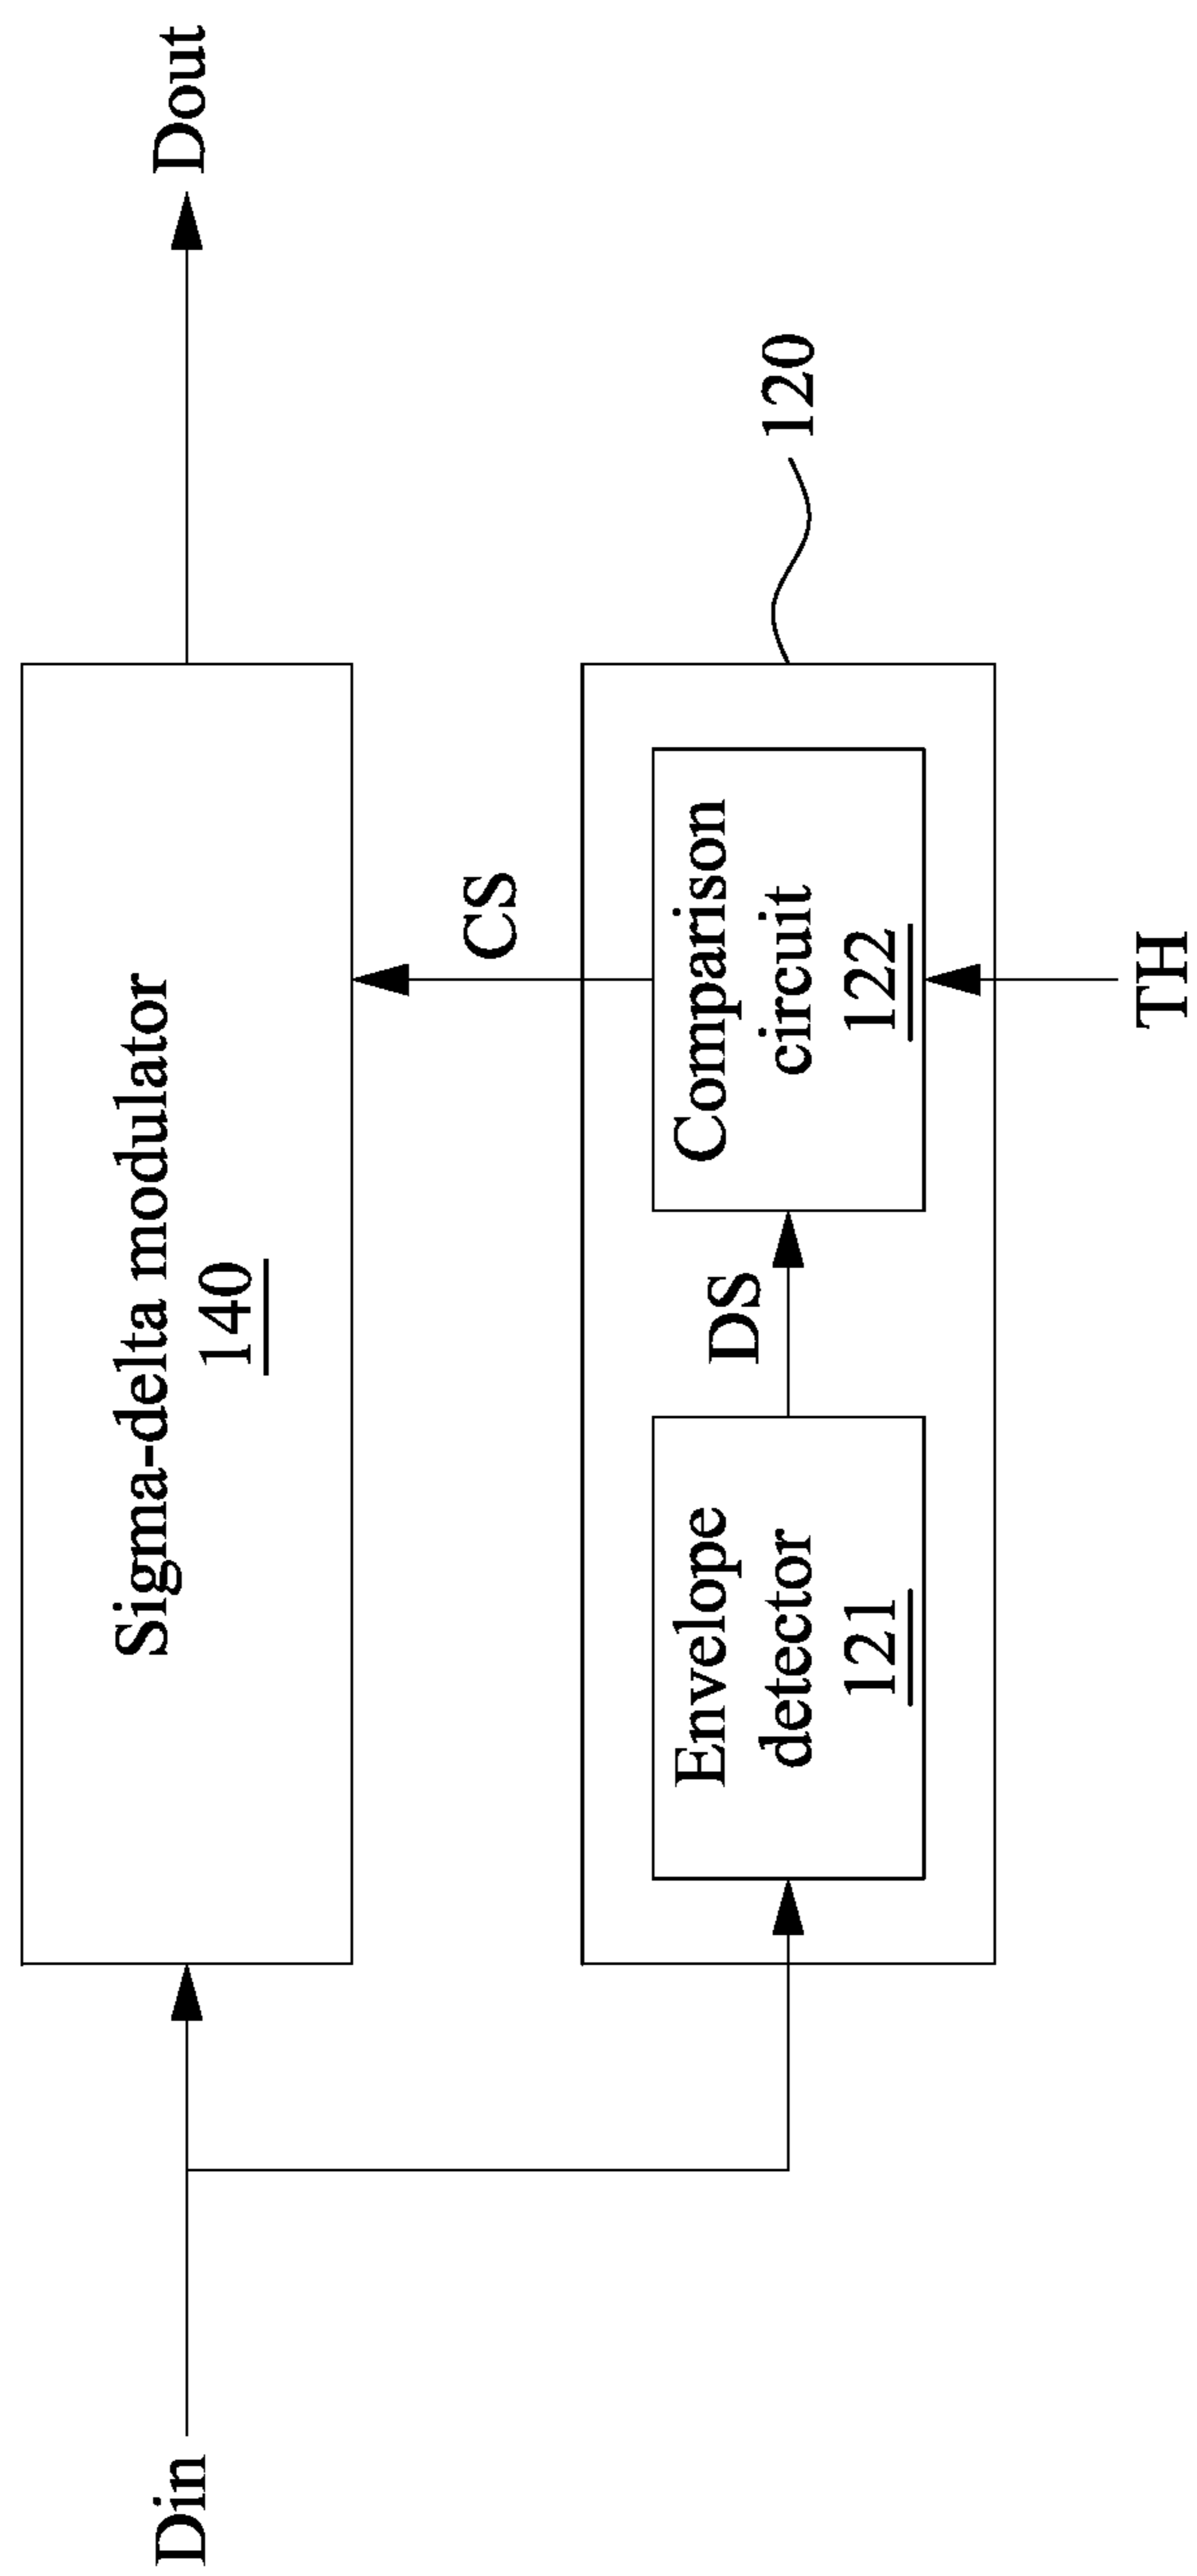 Din
Sigma-delta modulator
140
Dout
CS
Envelope
detector
121
DS
Comparison
circuit
122
120
TH